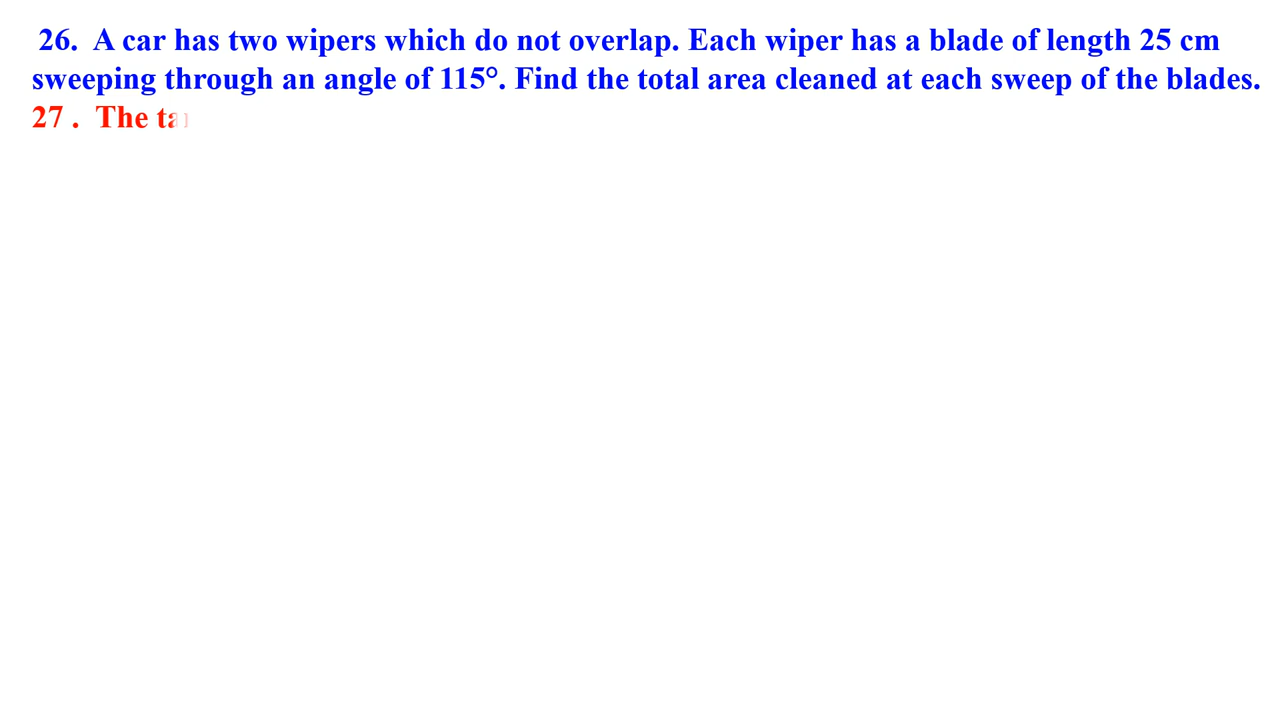 26. A car has two wipers which do not overlap. Each wiper has a blade of length 25 cm
sweeping through an angle of 115°. Find the total area cleaned at each sweep of the blades.
27 . The